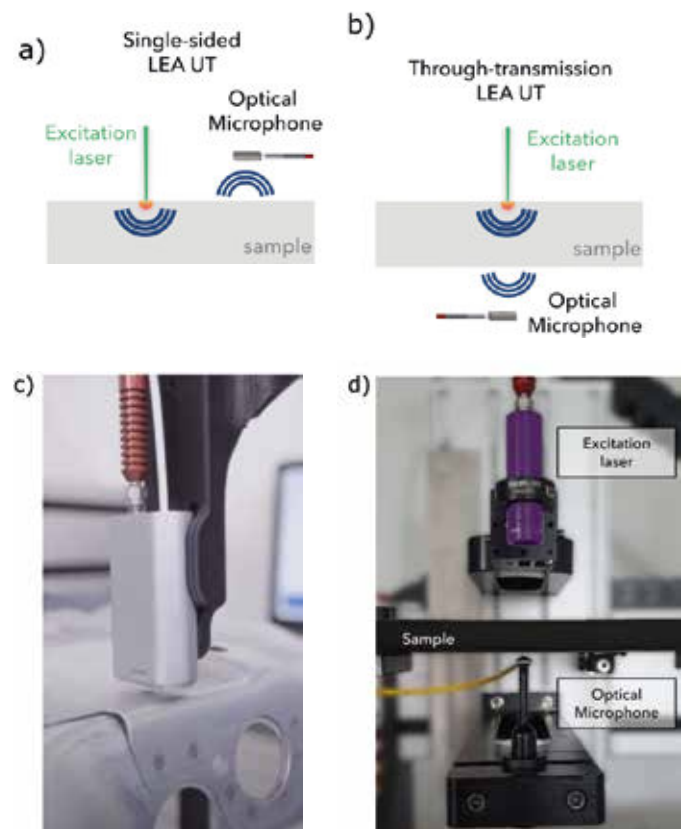 a)
Single-sided
LEA UT
Optical
Microphone
Excitation
laser
sample
b)
Through-transmission
LEA UT
Excitation
laser
sample
Optical
Microphone
c)
d)
Excitation
laser
Sample
Optical
Microphone